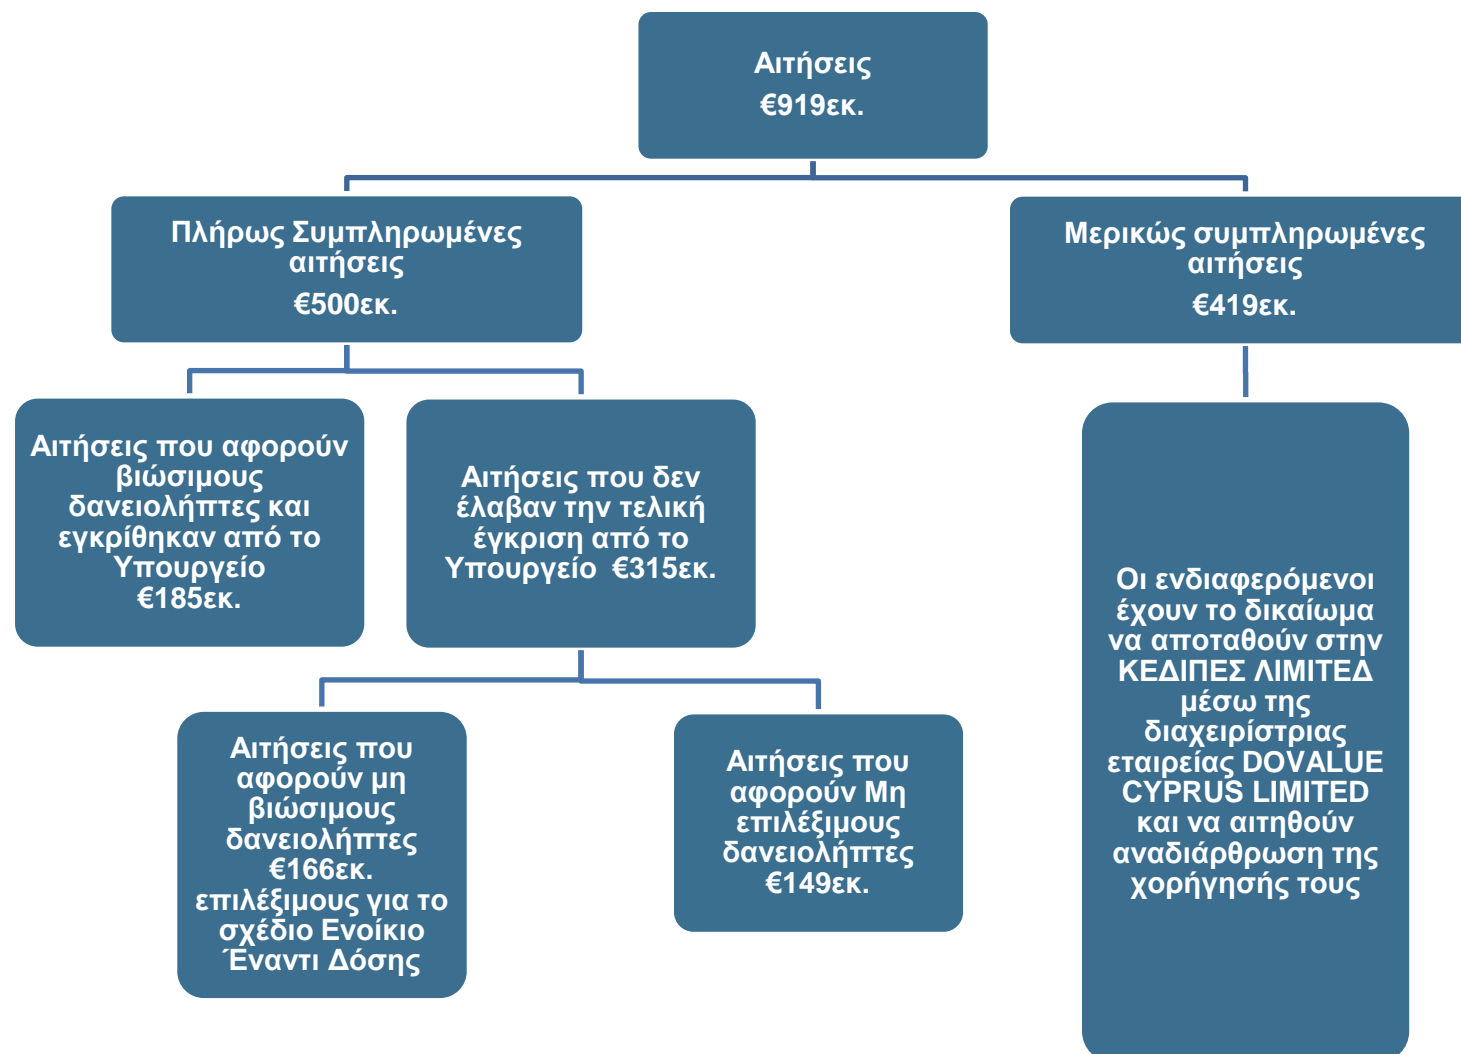 Αιτήσεις
€919εκ.
Πλήρως Συμπληρωμένες
αιτήσεις
€500εκ.
Μερικώς συμπληρωμένες
αιτήσεις
€419εκ.
Αιτήσεις που αφορούν
βιώσιμους
δανειολήπτες και
εγκρίθηκαν από το
Υπουργείο
€185εκ.
Αιτήσεις που δεν
έλαβαν την τελική
έγκριση από το
Υπουργείο €315εκ.
Οι ενδιαφερόμενοι
έχουν το δικαίωμα
να αποταθούν στην
ΚΕΔΙΠΕΣ ΛΙΜΙΤΕΔ
μέσω της
διαχειρίστριας
εταιρείας DOVALUE
CYPRUS LIMITED
και να αιτηθούν
αναδιάρθρωση της
χορήγησής τους
Αιτήσεις που
αφορούν μη
βιώσιμους
δανειολήπτες
€166εκ.
επιλέξιμους για το
σχέδιο Ενοίκιο
Έναντι Δόσης
Αιτήσεις που
αφορούν Μη
επιλέξιμους
δανειολήπτες
€149εκ.